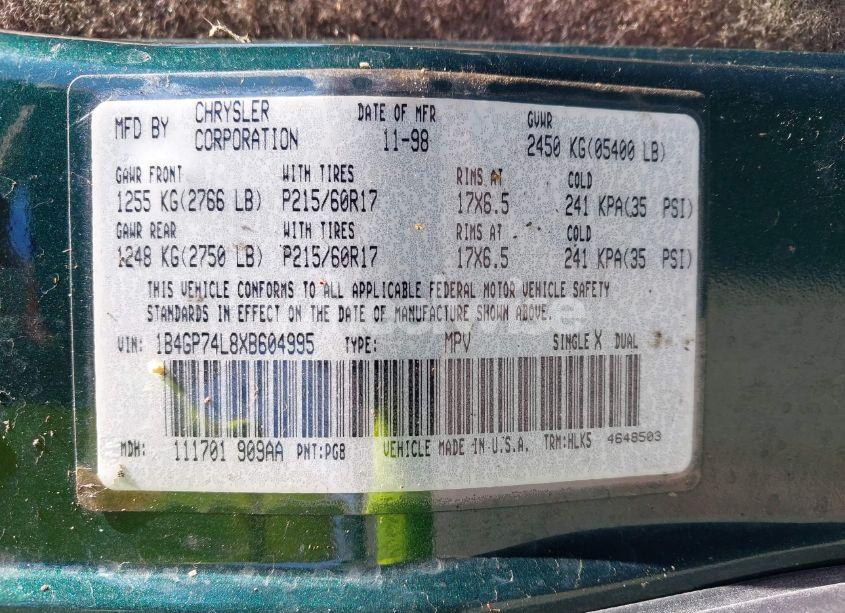 MFD BY CHRYSLER CORPORATION DATE OF MFR 11-98 GVWR 2450 KG(05400 LB)
GAWR FRONT WITH TIRES RIMS AT COLD
1255 KG(2766 LB) P215/60R17 17X6.5 241 KPA(35 PSI)
GAWR REAR WITH TIRES RIMS AT COLD
1248 KG(2750 LB) P215/60R17 17X6.5 241 KPA(35 PSI)
THIS VEHICLE CONFORMS TO ALL APPLICABLE FEDERAL MOTOR VEHICLE SAFETY
STANDARDS IN EFFECT ON THE DATE OF MANUFACTURE SHOWN ABOVE.
VIN: 1B4GP74L8XB604995 TYPE: MPV SINGLE X DUAL
MDH: 111701 909AA PNT:PG8 VEHICLE MADE IN U.S.A. TRM:HLK5 4648503